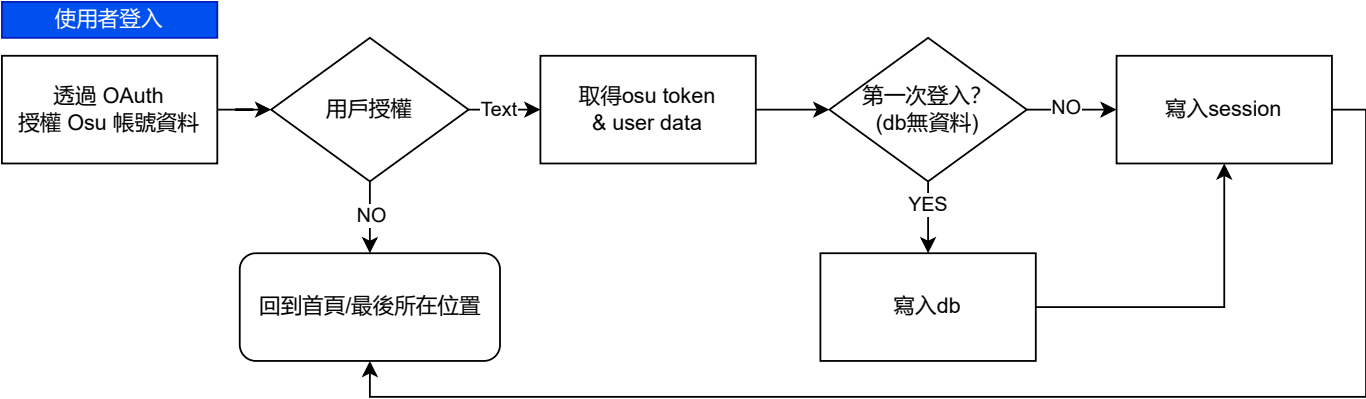 使用者登入
透過 OAuth
授權 Osu 帳號資料
用戶授權
Text
取得osu token
& user data
第一次登入?
(db無資料)
NO
寫入session
NO
YES
回到首頁/最後所在位置
寫入db